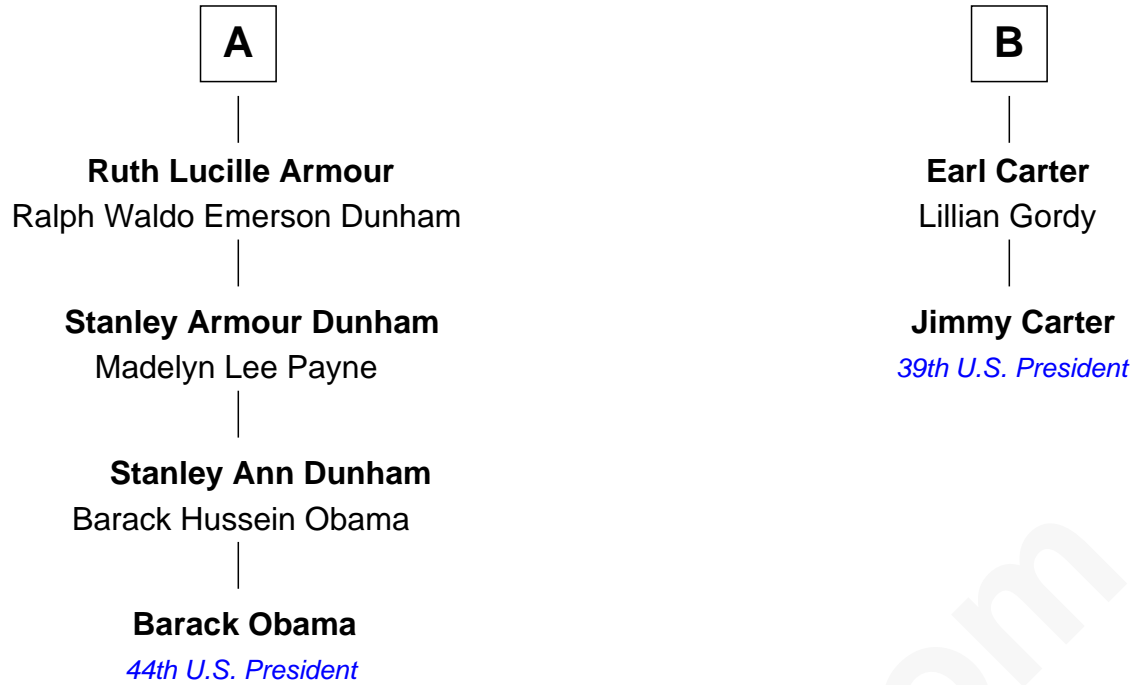 A
Ruth Lucille Armour
Ralph Waldo Emerson Dunham
Stanley Armour Dunham
Madelyn Lee Payne
Stanley Ann Dunham
Barack Hussein Obama
Barack Obama
44th U.S. President
B
Earl Carter
Lillian Gordy
Jimmy Carter
39th U.S. President
om